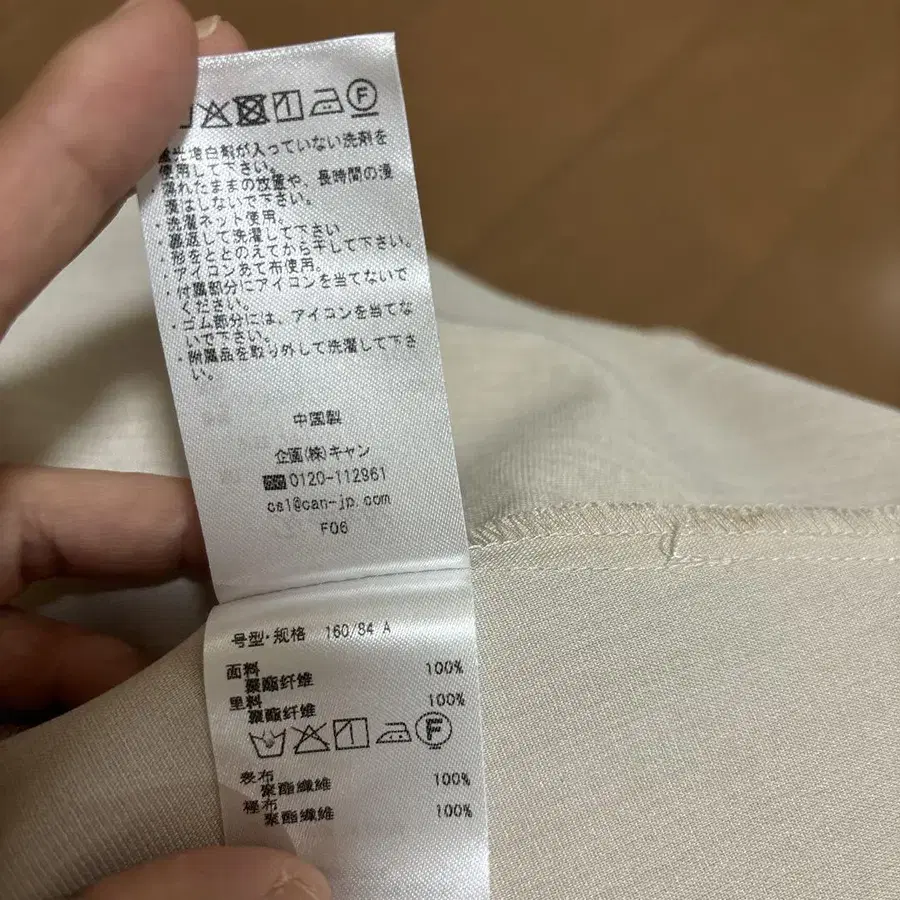 F
蛍光増白剤が入っていない洗剤を
使用して下さい。
・濡れたままの放置や、長時間の浸
漬はしないで下さい。
・洗濯ネット使用。
・裏返して洗濯して下さい
・形をととのえてから干して下さい。
・アイロンあて布使用。
・付属部分にアイロンを当てないで
ください。
・ゴム部分には、アイロンを当てな
いで下さい。
・附属品を取り外して洗濯して下さ
い。
中国製
企画(株)キャン
0120-112961
cs1@can-jp.com
F06
号型·规格 160/84 A
面料 100%
聚酯纤维
里料 100%
聚酯纤维
F
表布
聚酯纖維 100%
裡布
聚酯纖維 100%